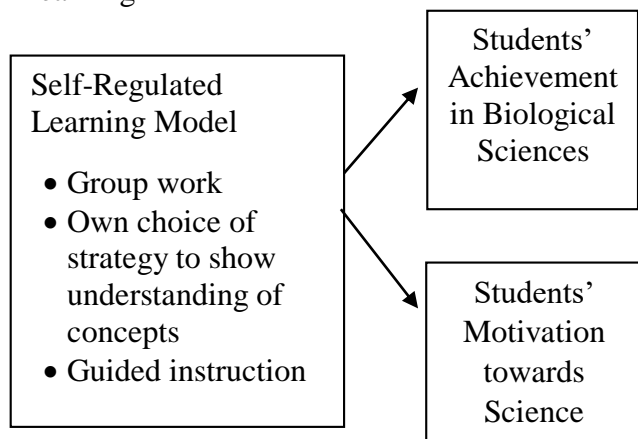 Self-Regulated
Learning Model
• Group work
• Own choice of
strategy to show
understanding of
concepts
• Guided instruction
Students’
Achievement
in Biological
Sciences
Students’
Motivation
towards
Science